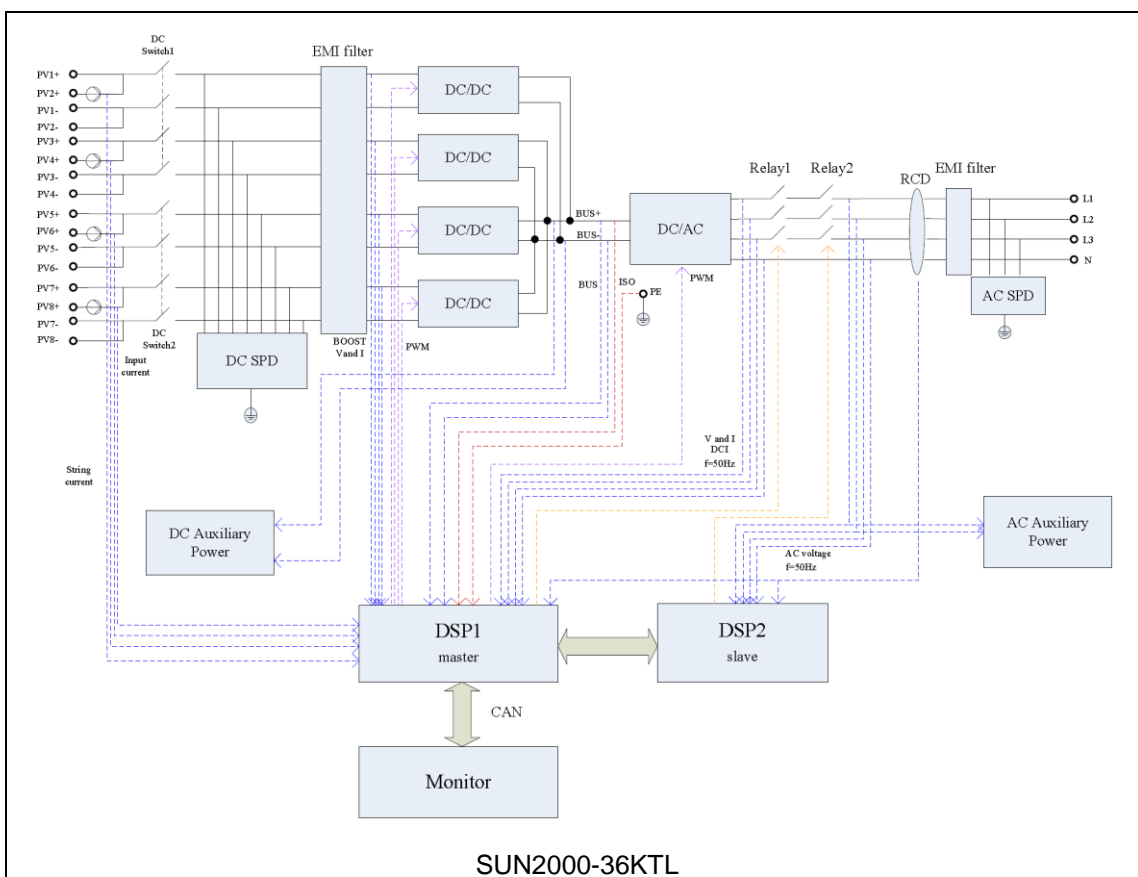 DC
Switch1
EMI filter
PV1+
PV2+
PV1-
PV2-
PV3+
PV4+
PV3-
PV4-
PV5+
PV6+
PV5-
PV6-
PV7+
PV8+
PV7-
PV8-
DC
Switch2
Input
current
String
current
DC SPD
BOOST
V and I
PWM
DC/DC
DC/DC
DC/DC
DC/DC
BUS+
BUS-
BUS
ISO
PE
DC/AC
PWM
Relay1
Relay2
RCD
EMI filter
L1
L2
L3
N
AC SPD
V and I
DCI
f=50Hz
DC Auxiliary
Power
AC Auxiliary
Power
AC voltage
f=50Hz
DSP1
master
DSP2
slave
CAN
Monitor
SUN2000-36KTL